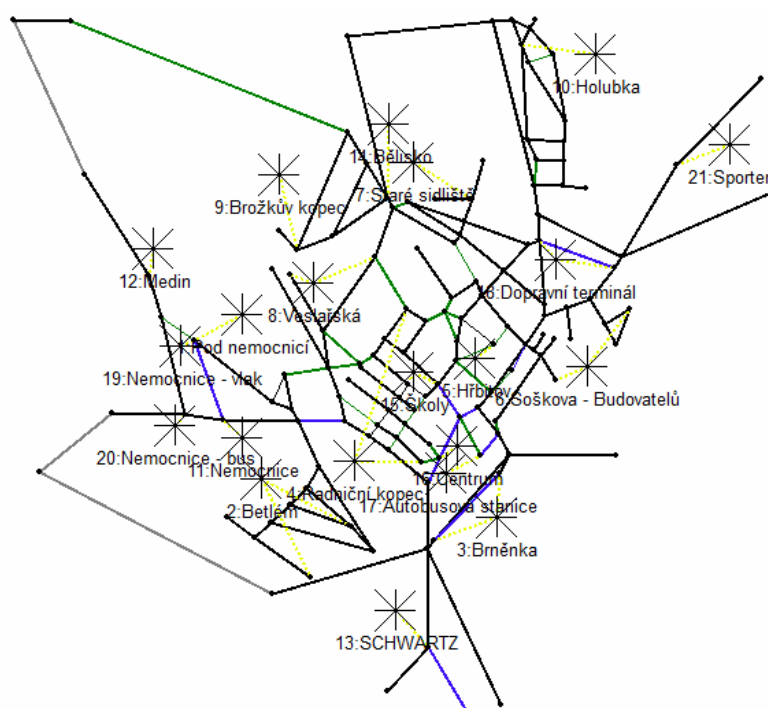 10:Holubka
14:Bělisko
21:Sporten
7:Staré sídliště
9:Brožkův kopec
12:Medin
18:Dopravní terminál
8:Veslařská
Pod nemocnicí
19:Nemocnice - vlak
5:Hřbitov
6:Soškova - Budovatelů
15:Školy
20:Nemocnice - bus
11:Nemocnice
16:Centrum
4:Radniční kopec
17:Autobusová stanice
2:Betlém
3:Brněnka
13:SCHWARTZ